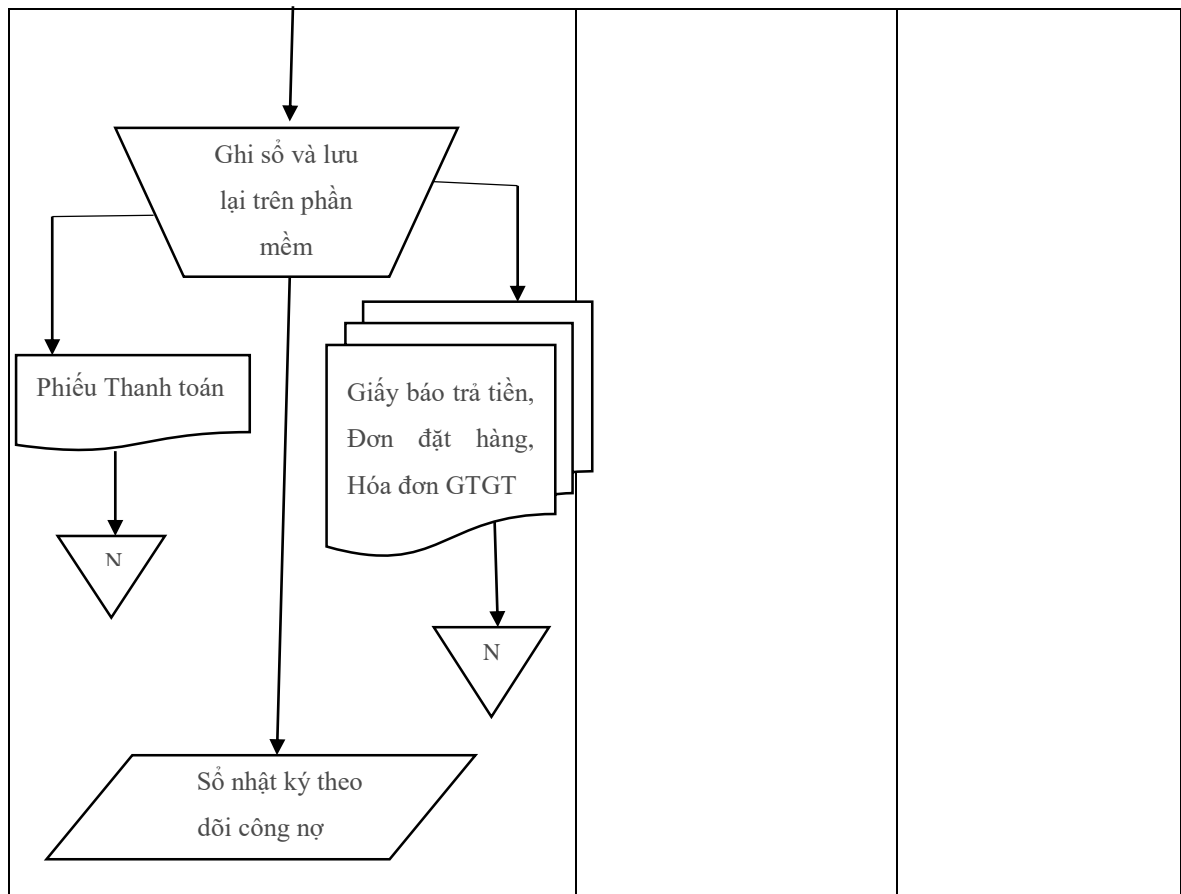 Ghi sổ và lưu
lại trên phần
mềm
Phiếu Thanh toán
Giấy báo trả tiền,
Đơn đặt hàng,
Hóa đơn GTGT
N
N
Sổ nhật ký theo
dõi công nợ